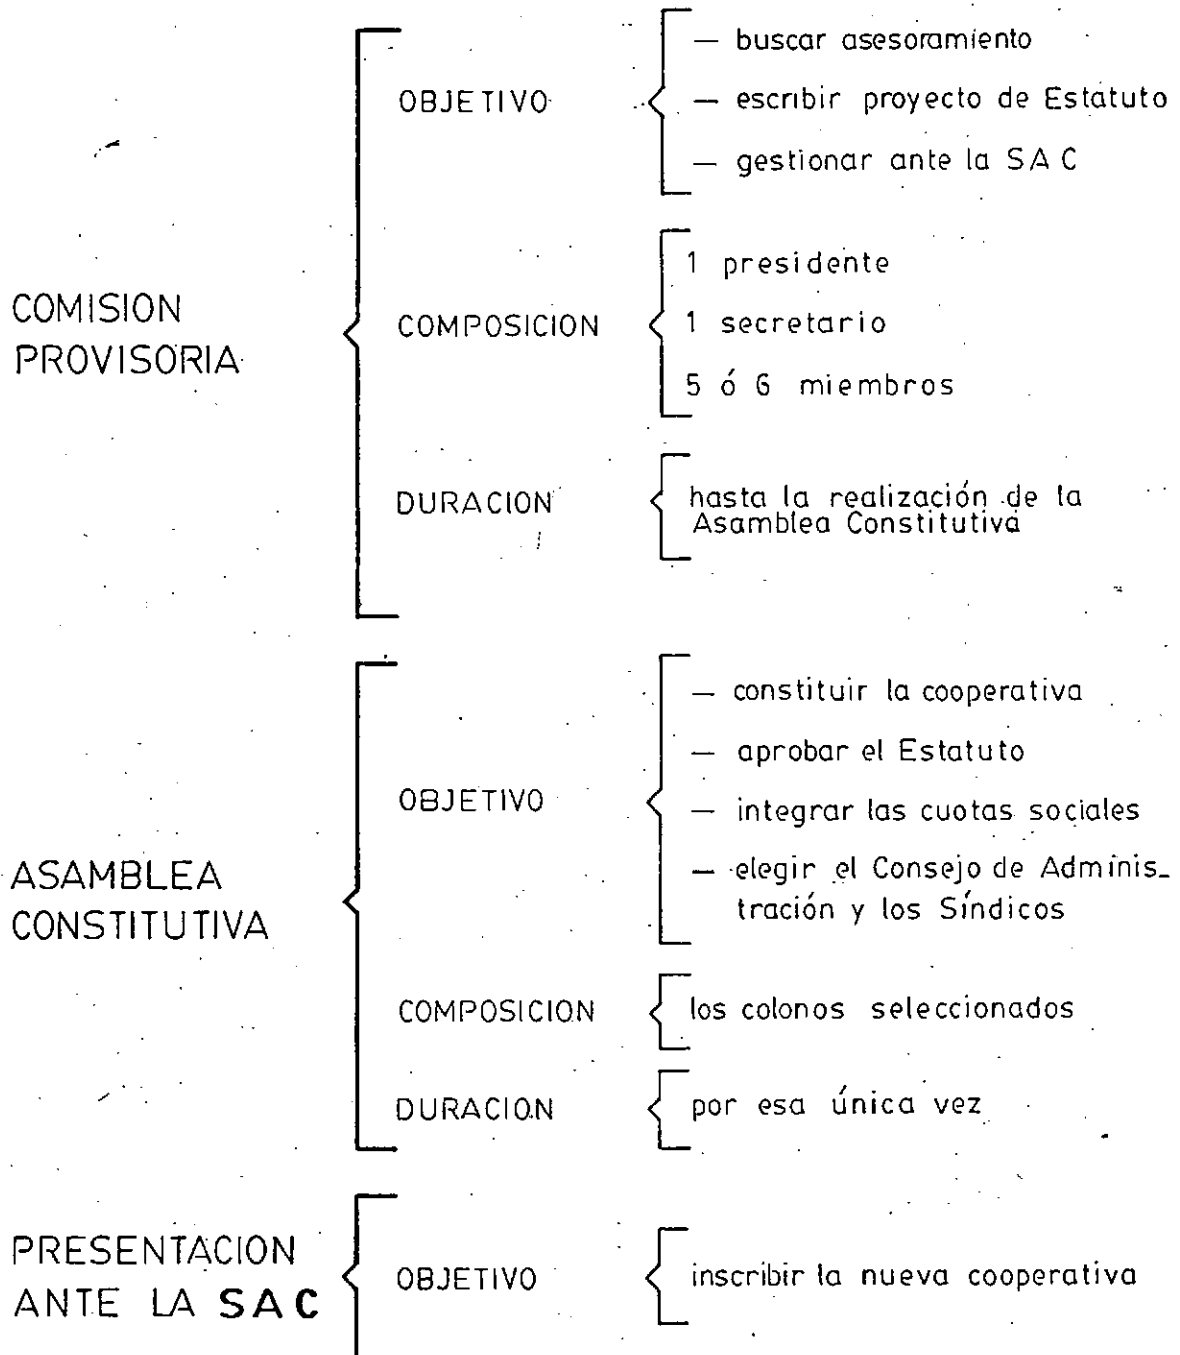 COMISION
PROVISORIA
OBJETIVO
— buscar asesoramiento
— escribir proyecto de Estatuto
— gestionar ante la SAC
COMPOSICION
1 presidente
1 secretario
5 ó 6 miembros
DURACION
hasta la realización de la
Asamblea Constitutiva
ASAMBLEA
CONSTITUTIVA
OBJETIVO
— constituir la cooperativa
— aprobar el Estatuto
— integrar las cuotas sociales
— elegir el Consejo de Adminis_
tración y los Síndicos
COMPOSICION
los colonos seleccionados
DURACION
por esa única vez
PRESENTACION
ANTE LA SAC
OBJETIVO
inscribir la nueva cooperativa